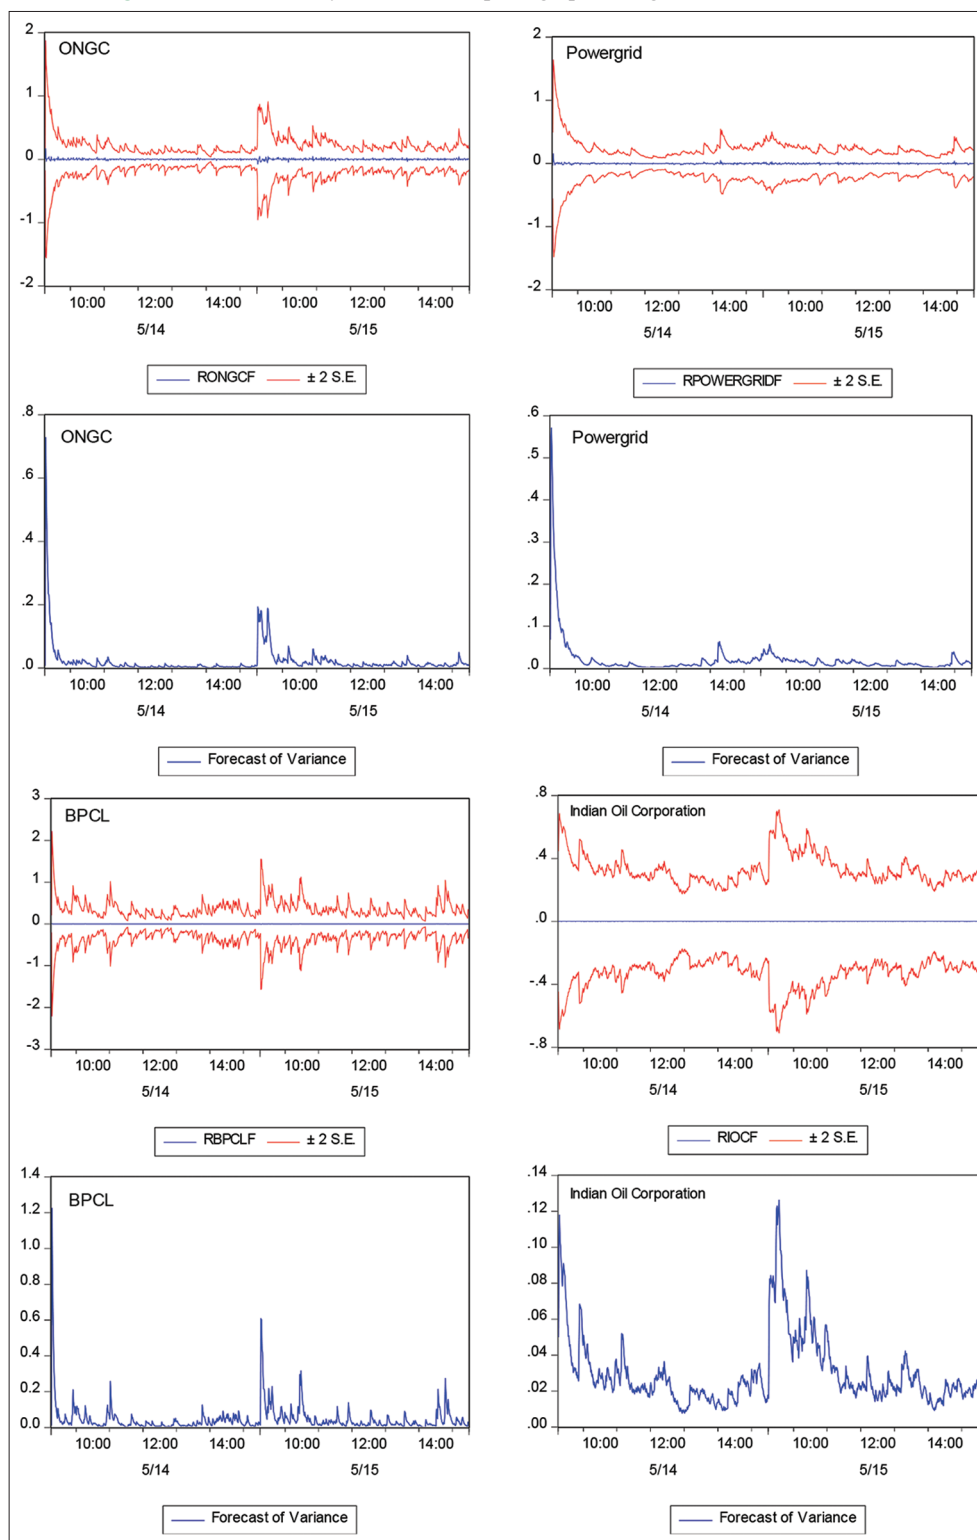 ONGC
2
1
0
-1
-2
10:00 12:00 14:00 10:00 12:00 14:00
5/14 5/15
RONGCF ± 2 S.E.
Powergrid
2
1
0
-1
-2
10:00 12:00 14:00 10:00 12:00 14:00
5/14 5/15
RPOWERGRIDF ± 2 S.E.
ONGC
.8
.6
.4
.2
.0
10:00 12:00 14:00 10:00 12:00 14:00
5/14 5/15
Forecast of Variance
Powergrid
.6
.5
.4
.3
.2
.1
.0
10:00 12:00 14:00 10:00 12:00 14:00
5/14 5/15
Forecast of Variance
BPCL
3
2
1
0
-1
-2
-3
10:00 12:00 14:00 10:00 12:00 14:00
5/14 5/15
RBPCLF ± 2 S.E.
Indian Oil Corporation
.8
.4
.0
-.4
-.8
10:00 12:00 14:00 10:00 12:00 14:00
5/14 5/15
RIOCF ± 2 S.E.
BPCL
1.4
1.2
1.0
0.8
0.6
0.4
0.2
0.0
10:00 12:00 14:00 10:00 12:00 14:00
5/14 5/15
Forecast of Variance
Indian Oil Corporation
.14
.12
.10
.08
.06
.04
.02
.00
10:00 12:00 14:00 10:00 12:00 14:00
5/14 5/15
Forecast of Variance